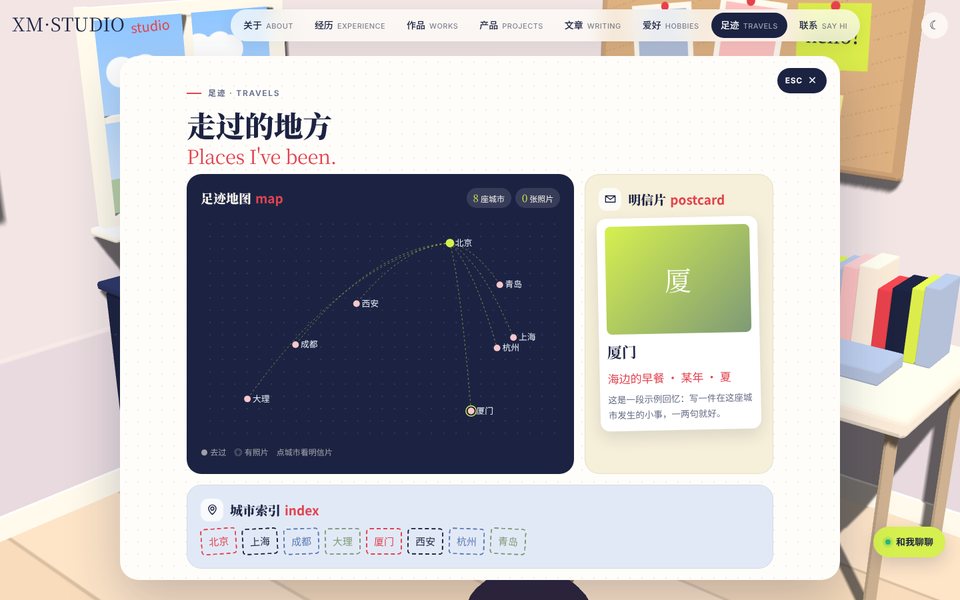 XM·STUDIO studio
关于 ABOUT 经历 EXPERIENCE 作品 WORKS 产品 PROJECTS 文章 WRITING 爱好 HOBBIES 足迹 TRAVELS 联系 SAY HI
hello!
ESC ✕
足迹 · TRAVELS
走过的地方
Places I've been.
足迹地图 map
8 座城市 0 张照片
北京
青岛
西安
上海
成都
杭州
大理
厦门
去过 有照片 点城市看明信片
明信片 postcard
厦
厦门
海边的早餐 · 某年 · 夏
这是一段示例回忆：写一件在这座城
市发生的小事，一两句就好。
城市索引 index
北京 上海 成都 大理 厦门 西安 杭州 青岛
和我聊聊